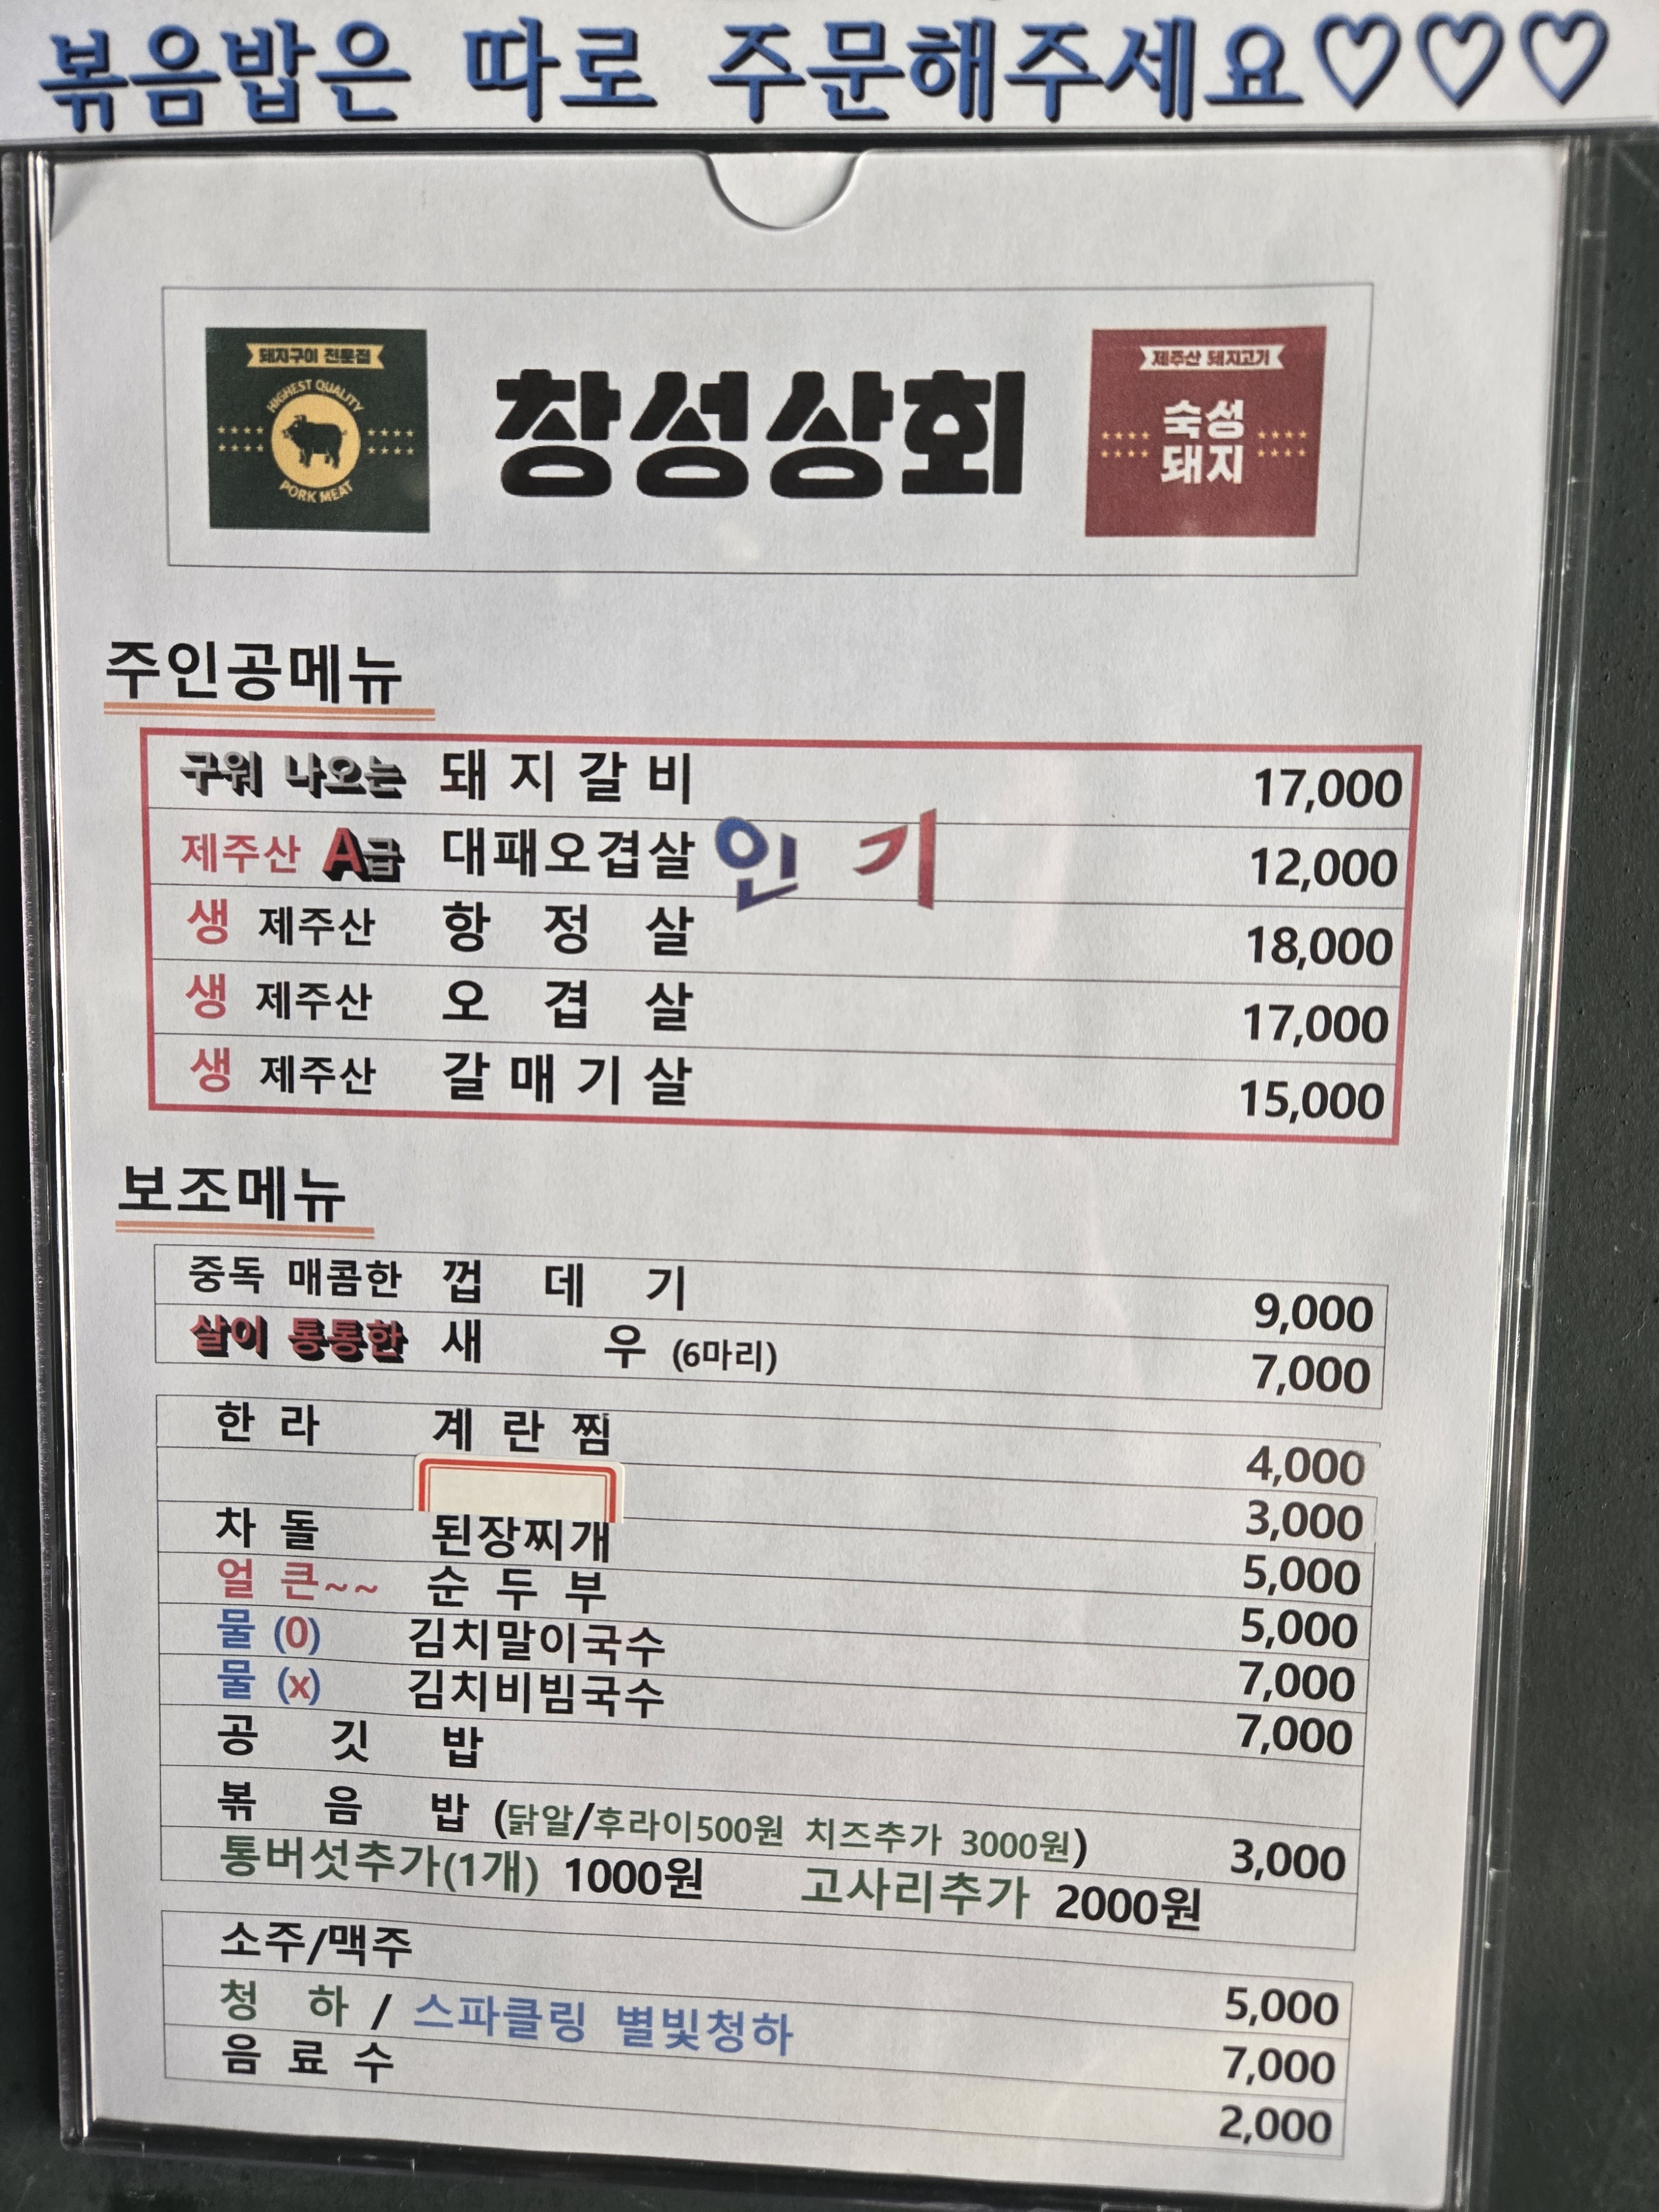 볶음밥은 따로 주문해주세요♡♡♡
돼지구이 전문점
HIGHEST QUALITY
PORK MEAT
창성상회
제주산 돼지고기
숙성
돼지
주인공메뉴
구워 나오는 돼지갈비 17,000
제주산 A급 대패오겹살 인기 12,000
생 제주산 항정살 18,000
생 제주산 오겹살 17,000
생 제주산 갈매기살 15,000
보조메뉴
중독 매콤한 껍데기 9,000
살이 통통한 새우 (6마리) 7,000
한라 계란찜 4,000
3,000
차돌 된장찌개 5,000
얼큰~~ 순두부 5,000
물 (0) 김치말이국수 7,000
물 (x) 김치비빔국수 7,000
공깃밥
볶음밥 (닭알/후라이500원 치즈추가 3000원) 3,000
통버섯추가(1개) 1000원 고사리추가 2000원
소주/맥주 5,000
청하 / 스파클링 별빛청하 7,000
음료수 2,000